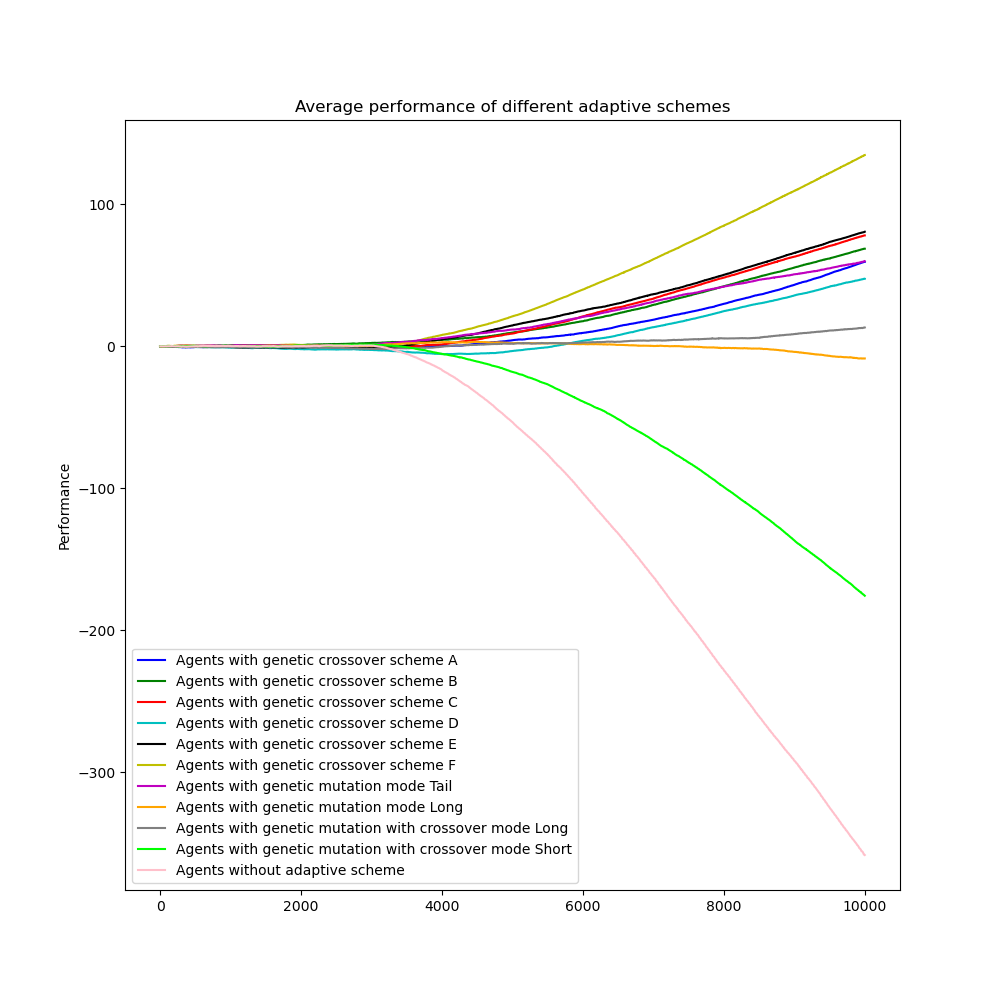 Average performance of different adaptive schemes
100
0
−100
−200
−300
Performance
Agents with genetic crossover scheme A
Agents with genetic crossover scheme B
Agents with genetic crossover scheme C
Agents with genetic crossover scheme D
Agents with genetic crossover scheme E
Agents with genetic crossover scheme F
Agents with genetic mutation mode Tail
Agents with genetic mutation mode Long
Agents with genetic mutation with crossover mode Long
Agents with genetic mutation with crossover mode Short
Agents without adaptive scheme
0 2000 4000 6000 8000 10000